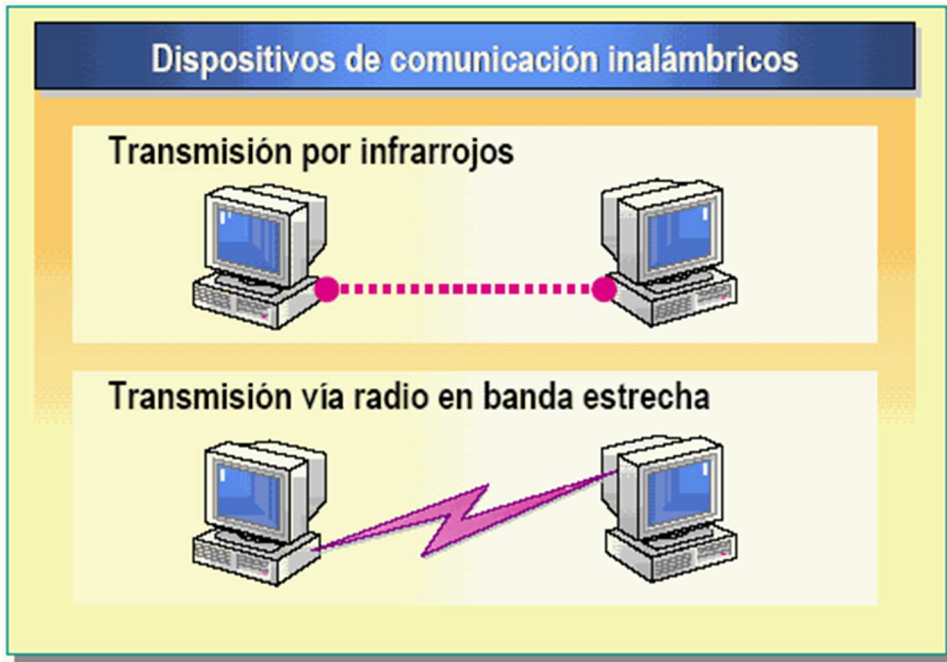 Dispositivos de comunicación inalámbricos
Transmisión por infrarrojos
Transmisión vía radio en banda estrecha